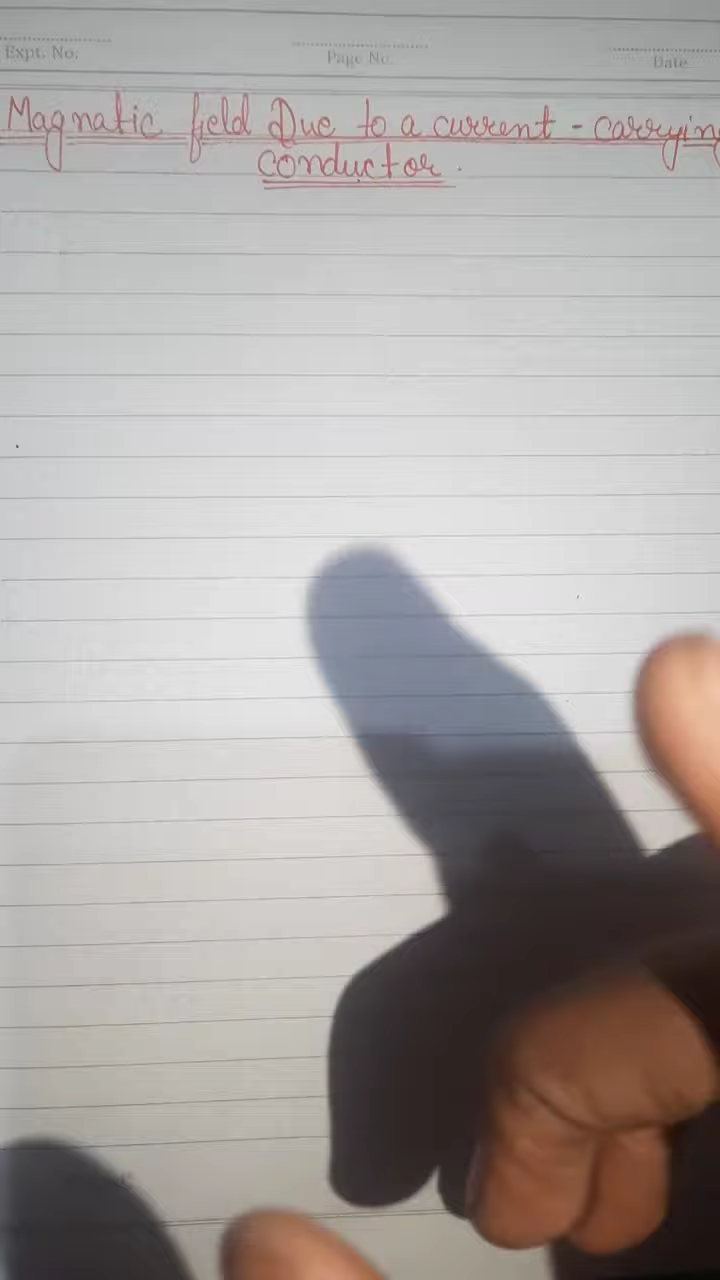 Expt. No.
Page No.
Date
Magnatic field Due to a current - carrying
conductor.